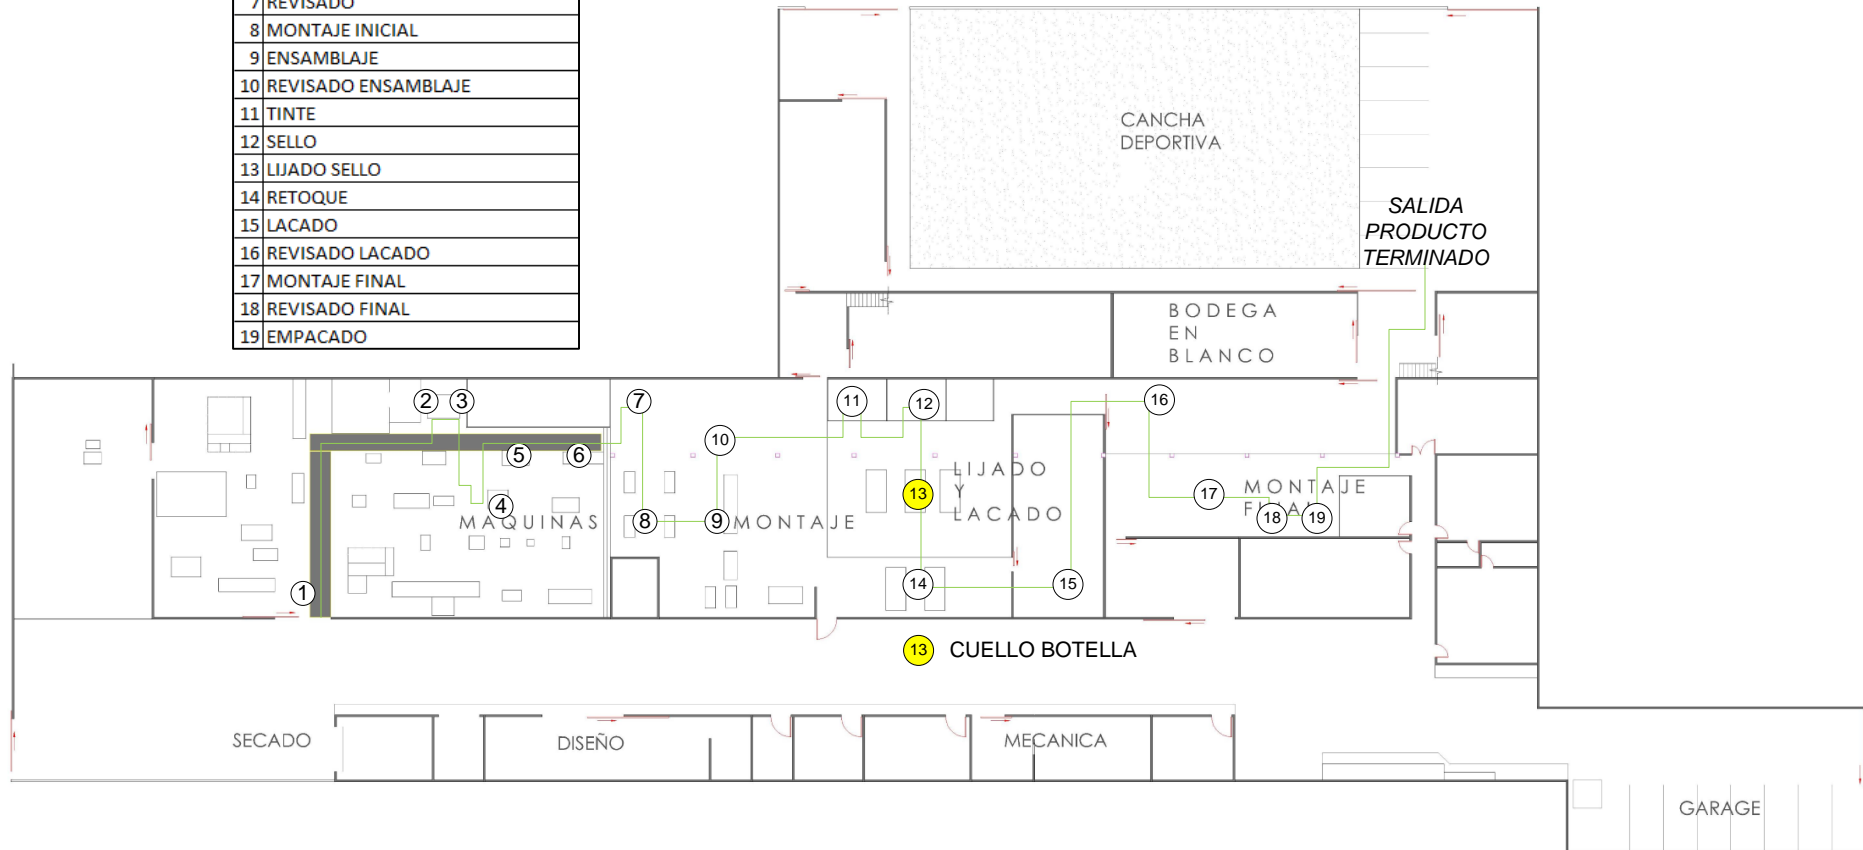 7 REVISADO
8 MONTAJE INICIAL
9 ENSAMBLAJE
10 REVISADO ENSAMBLAJE
11 TINTE
12 SELLO
13 LIJADO SELLO
14 RETOQUE
15 LACADO
16 REVISADO LACADO
17 MONTAJE FINAL
18 REVISADO FINAL
19 EMPACADO
CANCHA
DEPORTIVA
SALIDA
PRODUCTO
TERMINADO
BODEGA
EN
BLANCO
2
3
7
11
12
16
10
5
6
4
MAQUINAS
8
9
MONTAJE
13
LIJADO
Y
LACADO
17
MONTAJE
FINAL
18
19
1
14
15
13 CUELLO BOTELLA
SECADO
DISEÑO
MECANICA
GARAGE